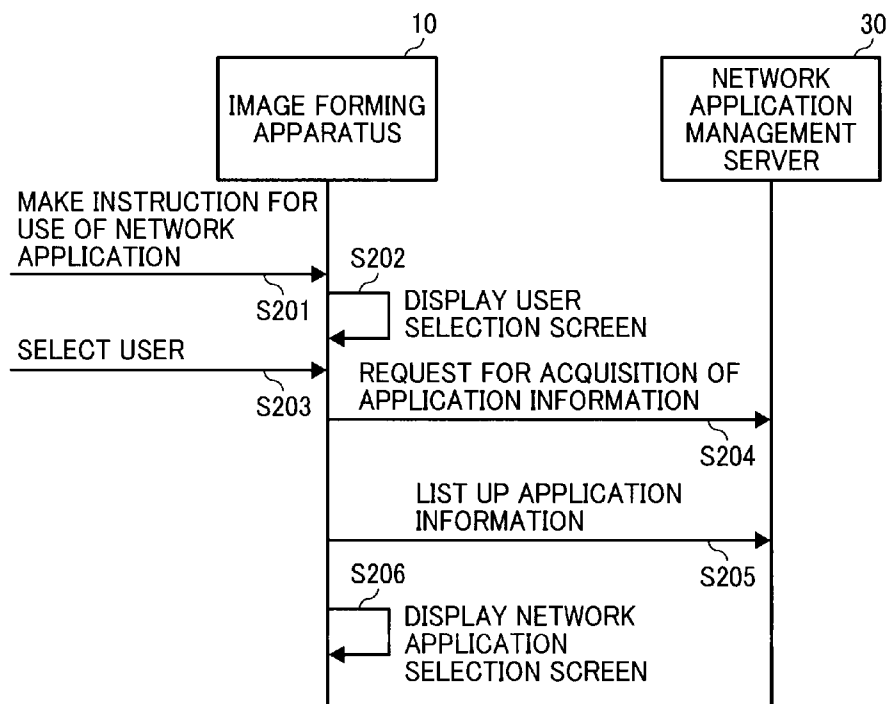 10
30
IMAGE FORMING
APPARATUS
NETWORK
APPLICATION
MANAGEMENT
SERVER
MAKE INSTRUCTION FOR
USE OF NETWORK
APPLICATION
S201
S202
DISPLAY USER
SELECTION SCREEN
SELECT USER
S203
REQUEST FOR ACQUISITION OF
APPLICATION INFORMATION
S204
LIST UP APPLICATION
INFORMATION
S205
S206
DISPLAY NETWORK
APPLICATION
SELECTION SCREEN